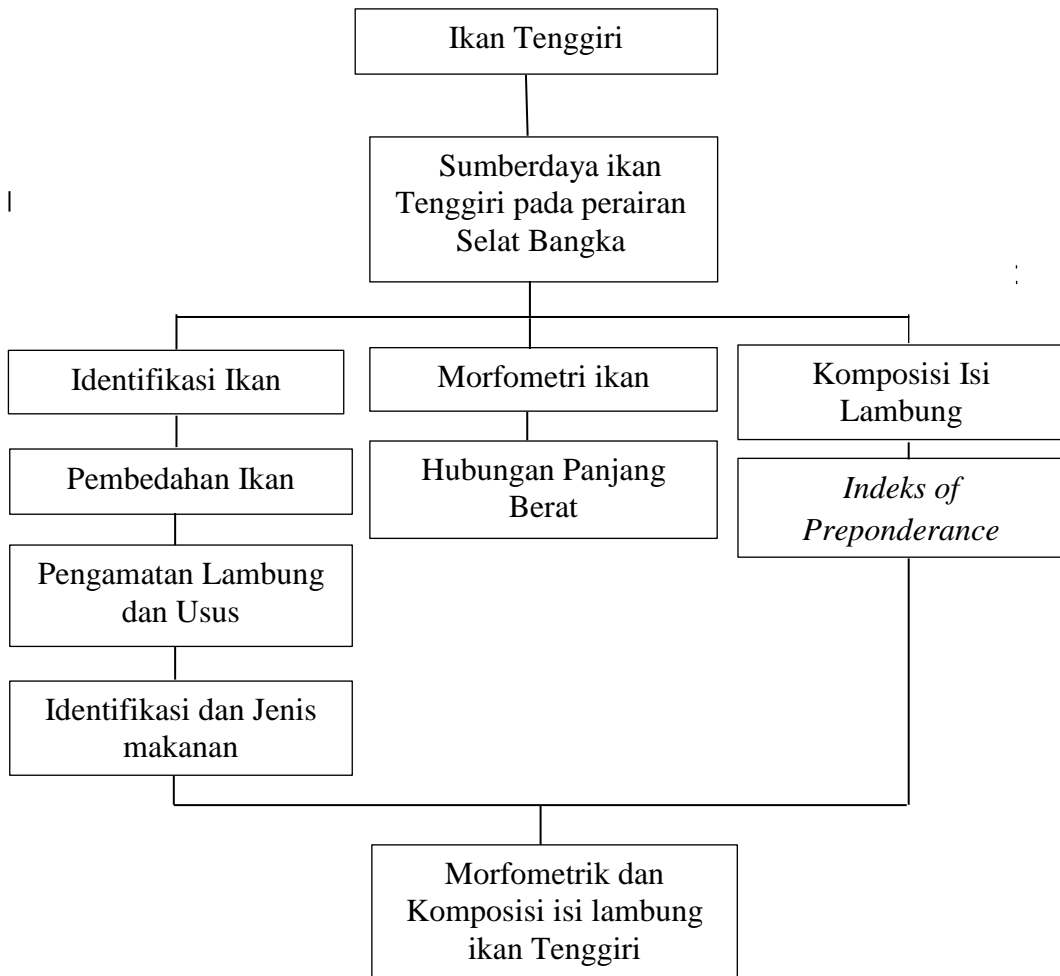 Ikan Tenggiri
Sumberdaya ikan
Tenggiri pada perairan
Selat Bangka
Identifikasi Ikan
Morfometri ikan
Komposisi Isi
Lambung
Pembedahan Ikan
Hubungan Panjang
Berat
Indeks of
Preponderance
Pengamatan Lambung
dan Usus
Identifikasi dan Jenis
makanan
Morfometrik dan
Komposisi isi lambung
ikan Tenggiri